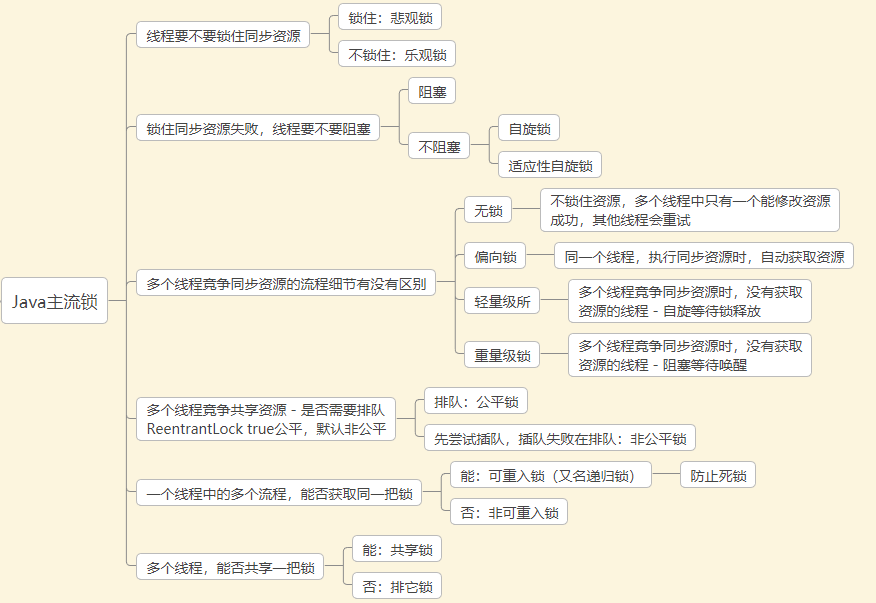 线程要不要锁住同步资源
锁住：悲观锁
不锁住：乐观锁
锁住同步资源失败，线程要不要阻塞
阻塞
不阻塞
自旋锁
适应性自旋锁
Java主流锁
多个线程竞争同步资源的流程细节有没有区别
无锁
不锁住资源，多个线程中只有一个能修改资源
成功，其他线程会重试
偏向锁
同一个线程，执行同步资源时，自动获取资源
轻量级所
多个线程竞争同步资源时，没有获取
资源的线程 - 自旋等待锁释放
重量级锁
多个线程竞争同步资源时，没有获取
资源的线程 - 阻塞等待唤醒
多个线程竞争共享资源 - 是否需要排队
ReentrantLock true公平，默认非公平
排队：公平锁
先尝试插队，插队失败在排队：非公平锁
一个线程中的多个流程，能否获取同一把锁
能：可重入锁（又名递归锁）
防止死锁
否：非可重入锁
多个线程，能否共享一把锁
能：共享锁
否：排它锁